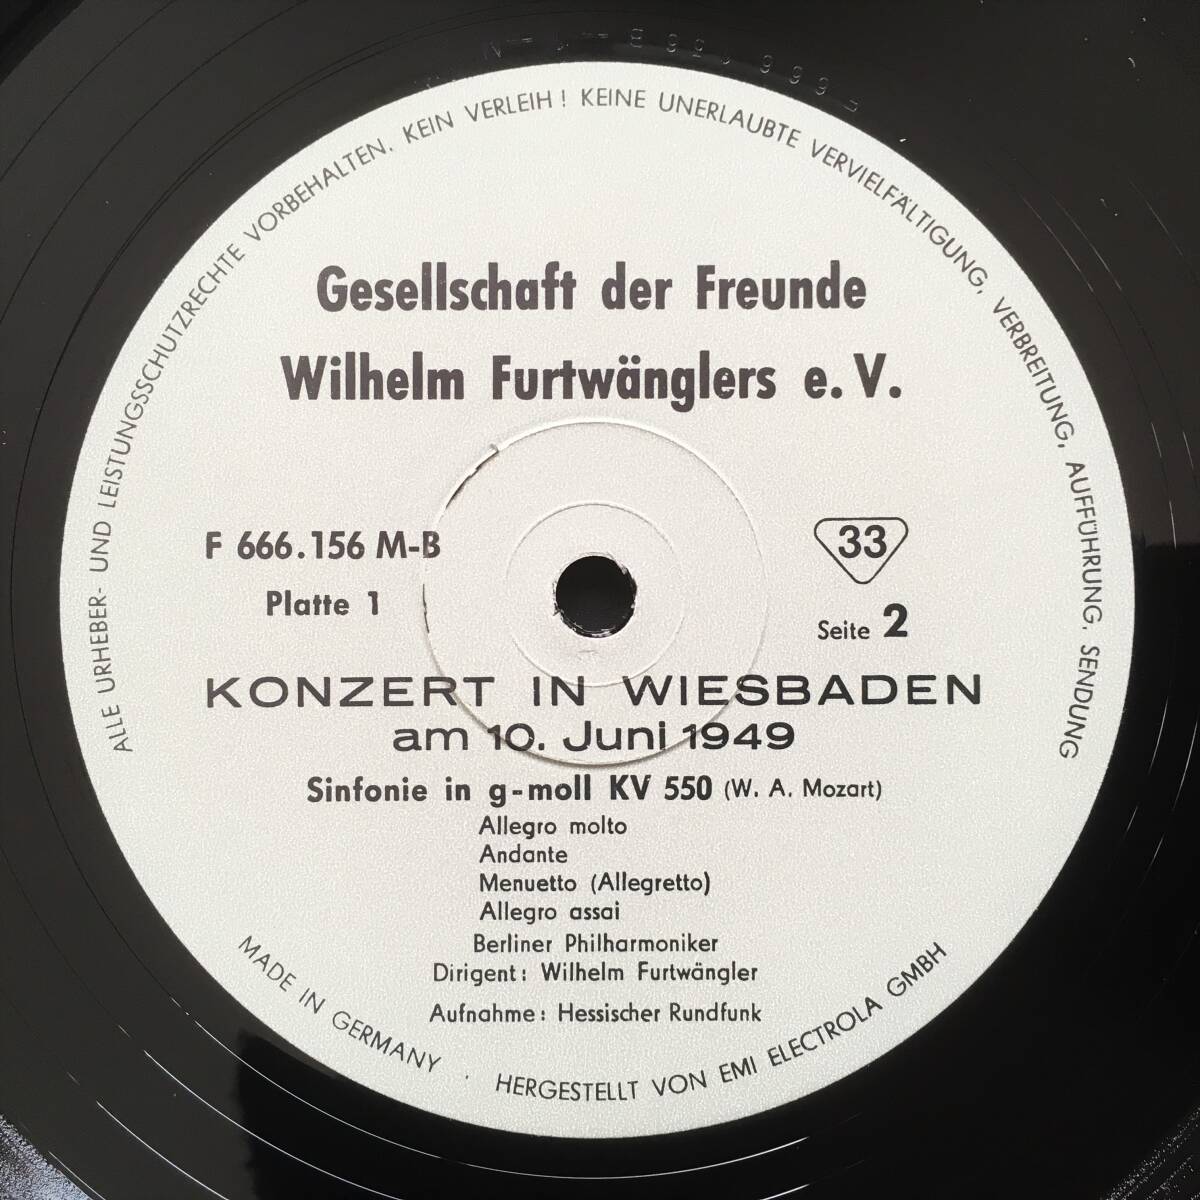 ALLE URHEBER- UND LEISTUNGSSCHUTZRECHTE VORBEHALTEN. KEIN VERLEIH! KEINE UNERLAUBTE VERVIELFÄLTIGUNG, VERBREITUNG, AUFFÜHRUNG, SENDUNG
Gesellschaft der Freunde
Wilhelm Furtwänglers e. V.
F 666.156 M-B
Platte 1
33
Seite 2
KONZERT IN WIESBADEN
am 10. Juni 1949
Sinfonie in g-moll KV 550 (W. A. Mozart)
Allegro molto
Andante
Menuetto (Allegretto)
Allegro assai
Berliner Philharmoniker
Dirigent: Wilhelm Furtwängler
Aufnahme: Hessischer Rundfunk
MADE IN GERMANY · HERGESTELLT VON EMI ELECTROLA GMBH